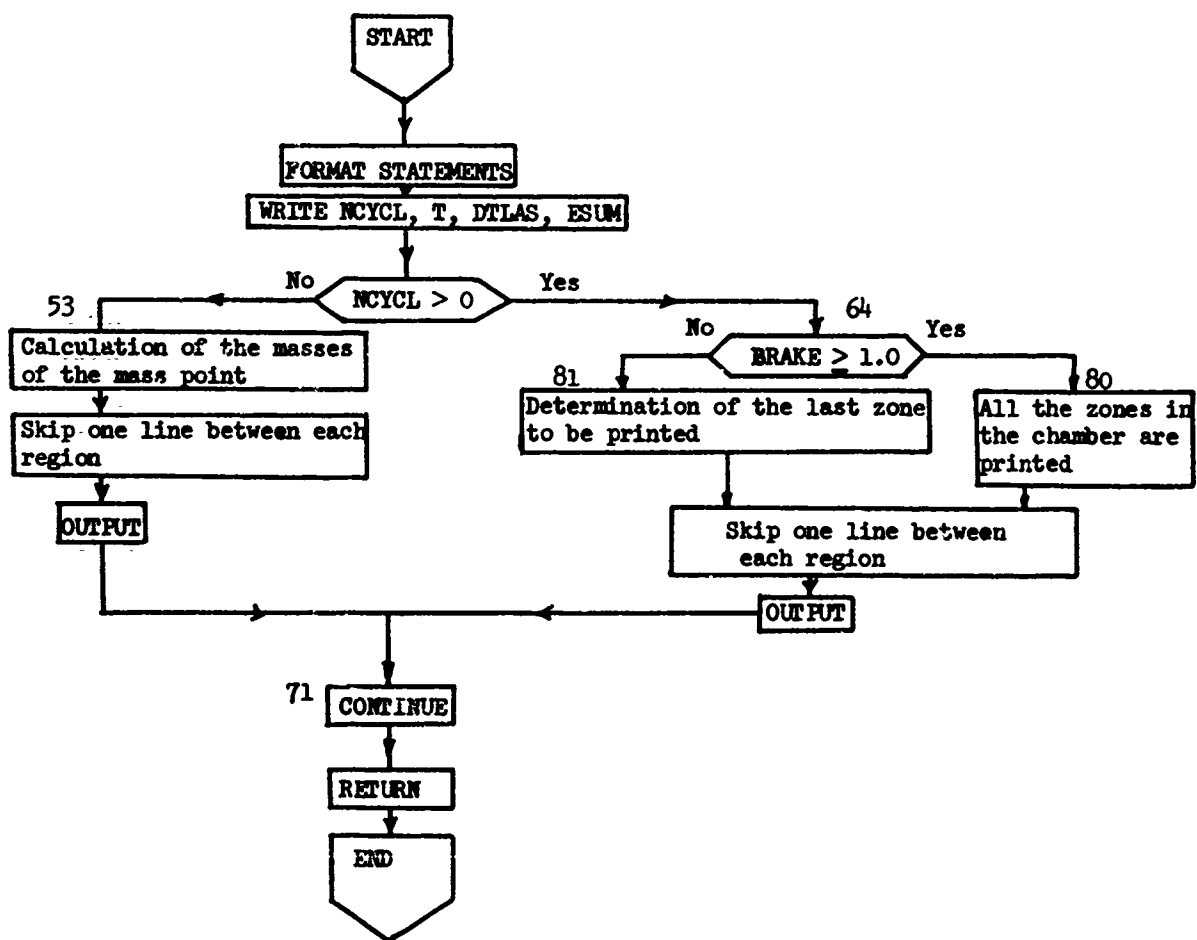 START
FORMAT STATEMENTS
WRITE NCYCL, T, DTLAS, ESUM
No
NCYCL > 0
Yes
53
Calculation of the masses
of the mass point
Skip one line between each
region
OUTPUT
64
No
BRAKE ≥ 1.0
Yes
81
Determination of the last zone
to be printed
80
All the zones in
the chamber are
printed
Skip one line between
each region
OUTPUT
71
CONTINUE
RETURN
END